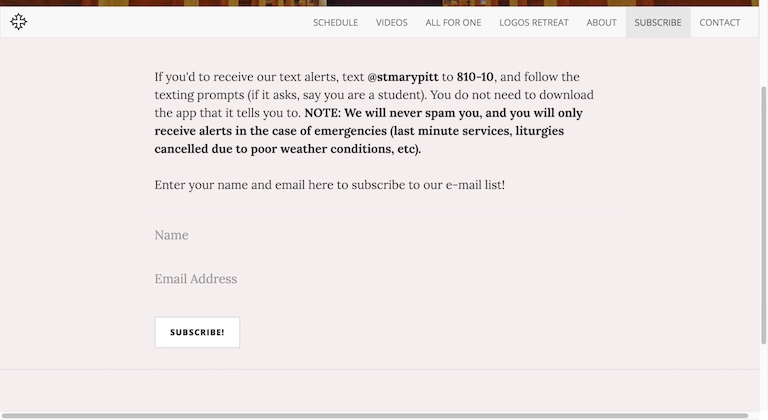 SCHEDULE VIDEOS ALL FOR ONE LOGOS RETREAT ABOUT SUBSCRIBE CONTACT
If you'd to receive our text alerts, text @stmarypitt to 810-10, and follow the
texting prompts (if it asks, say you are a student). You do not need to download
the app that it tells you to. NOTE: We will never spam you, and you will only
receive alerts in the case of emergencies (last minute services, liturgies
cancelled due to poor weather conditions, etc).
Enter your name and email here to subscribe to our e-mail list!
Name
Email Address
SUBSCRIBE!